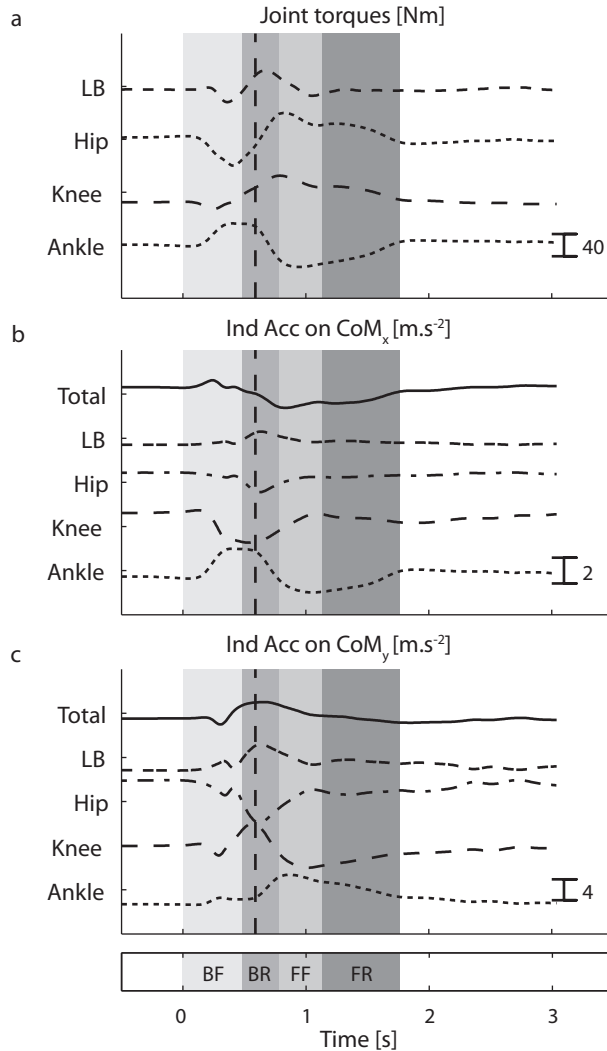 a
Joint torques [Nm]
LB
Hip
Knee
Ankle
40
b
Ind Acc on CoMx [m.s-2]
Total
LB
Hip
Knee
Ankle
2
c
Ind Acc on CoMy [m.s-2]
Total
LB
Hip
Knee
Ankle
4
BF BR FF FR
0 1 2 3
Time [s]